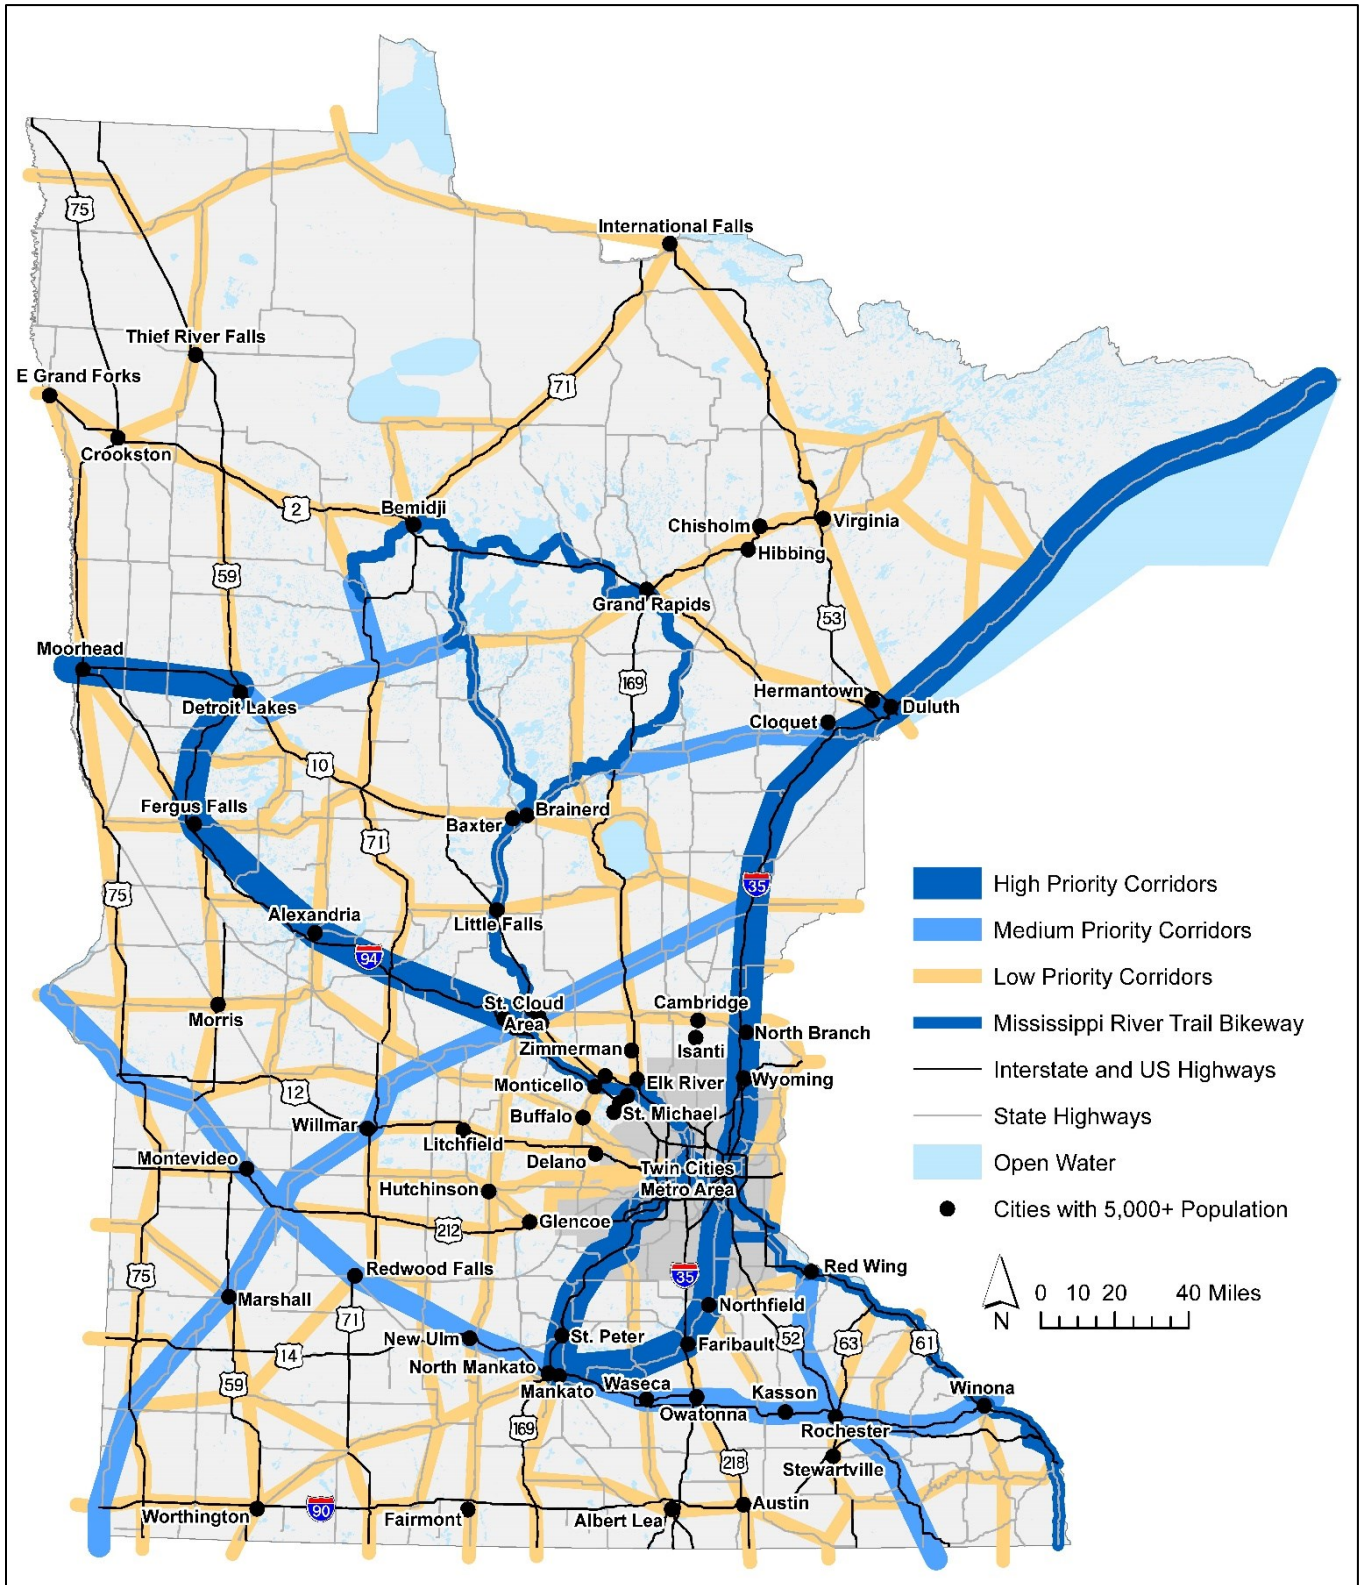 International Falls
75
Thief River Falls
E Grand Forks
71
Crookston
2
Bemidji
Chisholm
Virginia
Hibbing
59
Grand Rapids
53
Moorhead
169
Hermantown
Detroit Lakes
Duluth
Cloquet
10
Fergus Falls
Baxter
Brainerd
71
75
35
High Priority Corridors
Alexandria
Little Falls
Medium Priority Corridors
94
Low Priority Corridors
St. Cloud
Area
Cambridge
Morris
North Branch
Mississippi River Trail Bikeway
Zimmerman
Isanti
Interstate and US Highways
Monticello
Elk River
Wyoming
12
Buffalo
St. Michael
State Highways
Willmar
Litchfield
Montevideo
Delano
Twin Cities
Metro Area
Open Water
Hutchinson
Cities with 5,000+ Population
Glencoe
212
Redwood Falls
35
Red Wing
75
Marshall
Northfield
0 10 20 40 Miles
N
71
New Ulm
St. Peter
Faribault
52
63
61
14
North Mankato
59
Mankato
Waseca
Kasson
Winona
Owatonna
169
Rochester
218
Stewartville
Worthington
90
Fairmont
Albert Lea
Austin